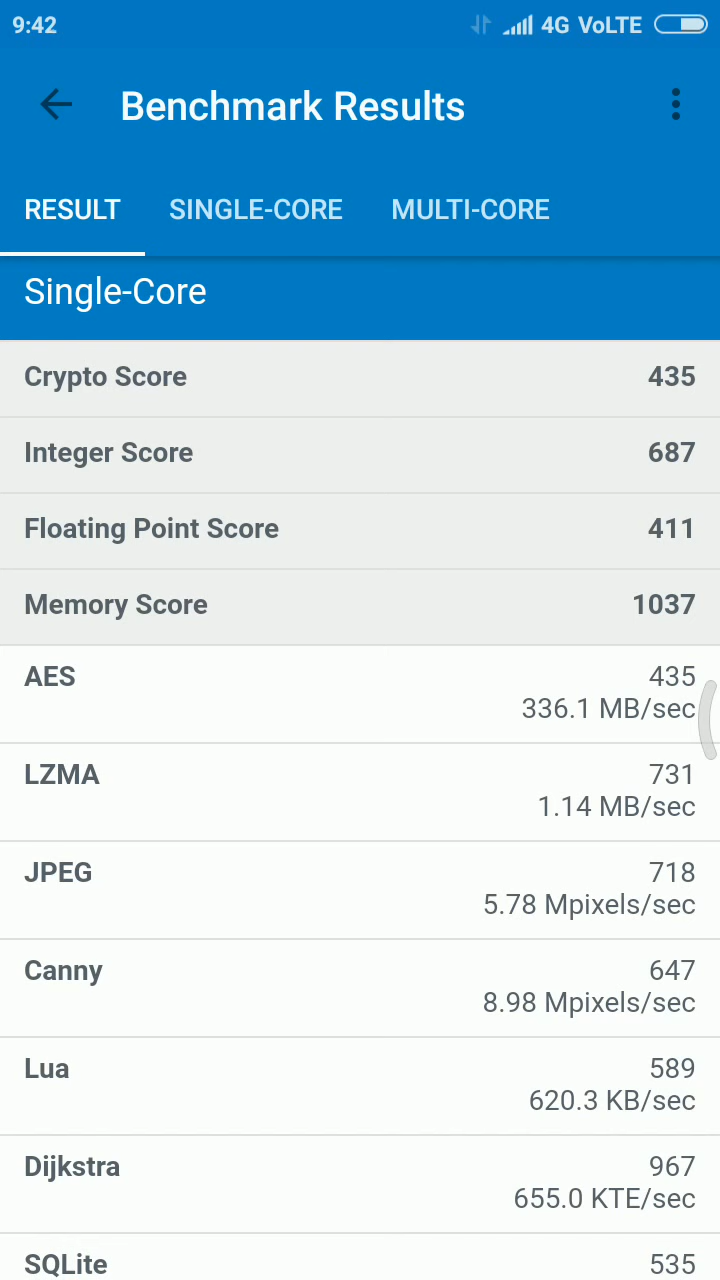 9:42 4G VoLTE
Benchmark Results
RESULT SINGLE-CORE MULTI-CORE
Single-Core
Crypto Score 435
Integer Score 687
Floating Point Score 411
Memory Score 1037
AES 435
336.1 MB/sec
LZMA 731
1.14 MB/sec
JPEG 718
5.78 Mpixels/sec
Canny 647
8.98 Mpixels/sec
Lua 589
620.3 KB/sec
Dijkstra 967
655.0 KTE/sec
SQLite 535